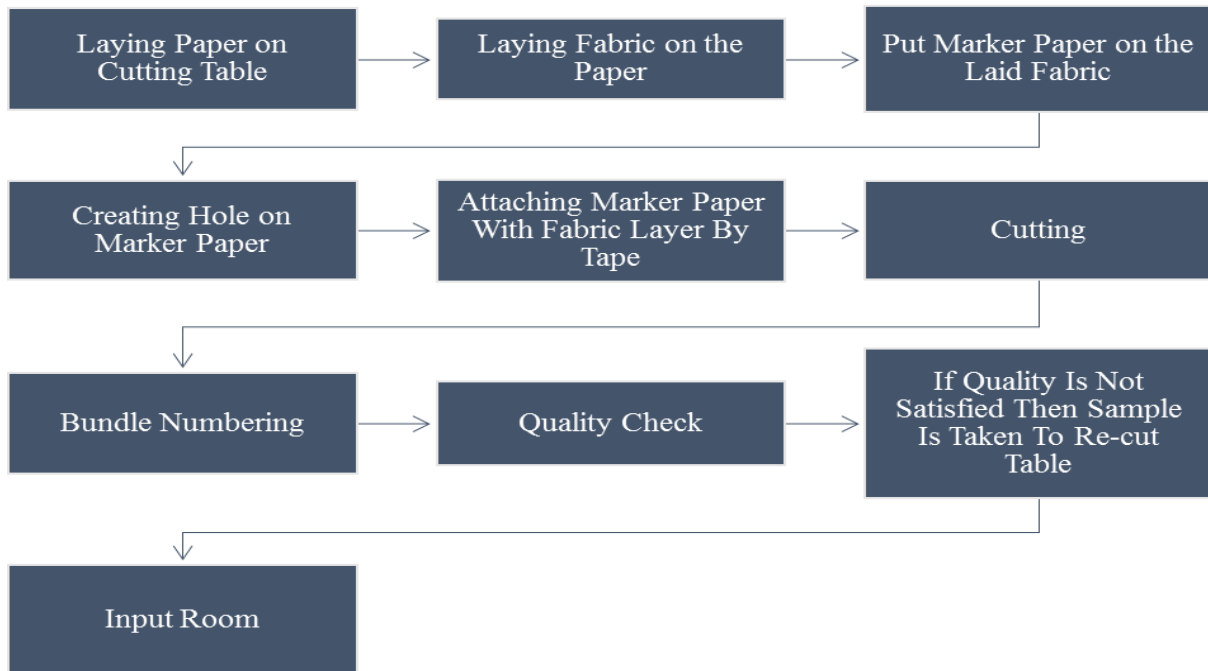 Laying Paper on
Cutting Table
Laying Fabric on the
Paper
Put Marker Paper on the
Laid Fabric
Creating Hole on
Marker Paper
Attaching Marker Paper
With Fabric Layer By
Tape
Cutting
Bundle Numbering
Quality Check
If Quality Is Not
Satisfied Then Sample
Is Taken To Re-cut
Table
Input Room